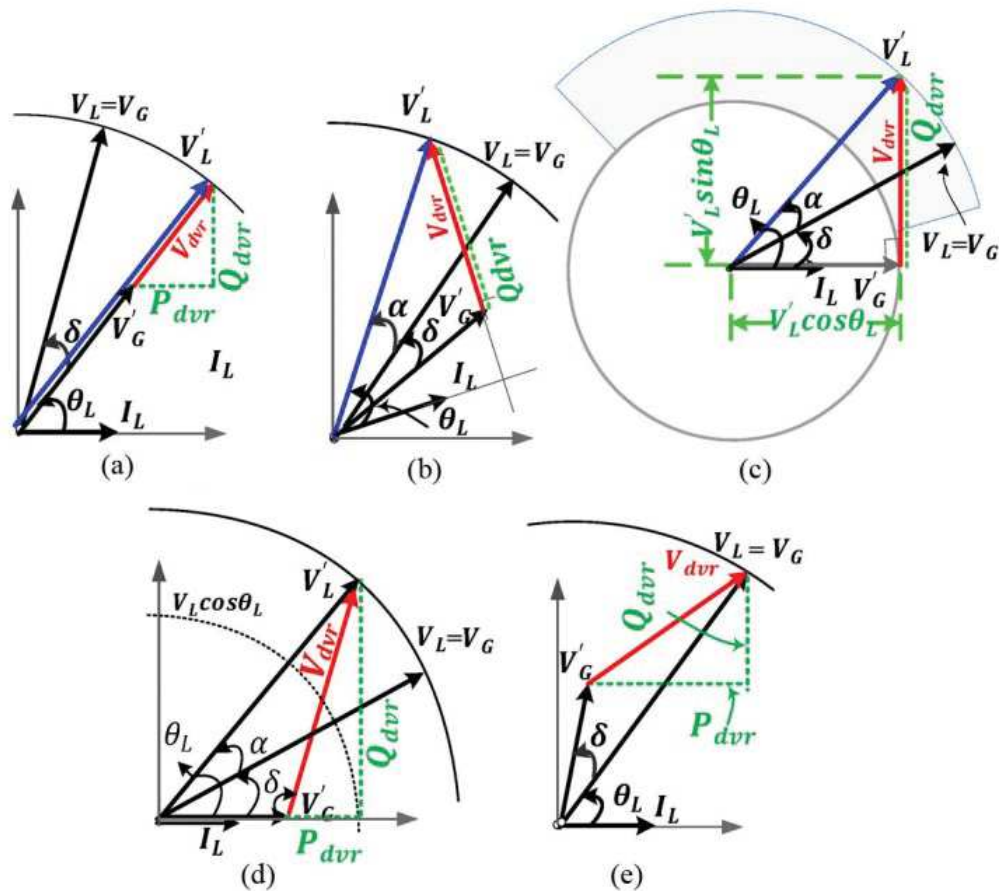 V_L=V_G
V'_L
V_dvr
Q_dvr
P_dvr
V'_G
δ
I_L
θ_L
I_L
(a)
V'_L
V_L=V_G
V_dvr
Qdvr
α
V'_G
δ
I_L
θ_L
(b)
V'_L
Q_dvr
V_dvr
V'_L sinθ_L
θ_L
α
δ
V_L=V_G
I_L
V'_G
V'_L cosθ_L
(c)
V'_L
V_L cosθ_L
V_dvr
V_L=V_G
Q_dvr
θ_L
α
δ
V'_G
I_L
P_dvr
(d)
V_L=V_G
V_dvr
Q_dvr
V'_G
P_dvr
δ
θ_L
I_L
(e)